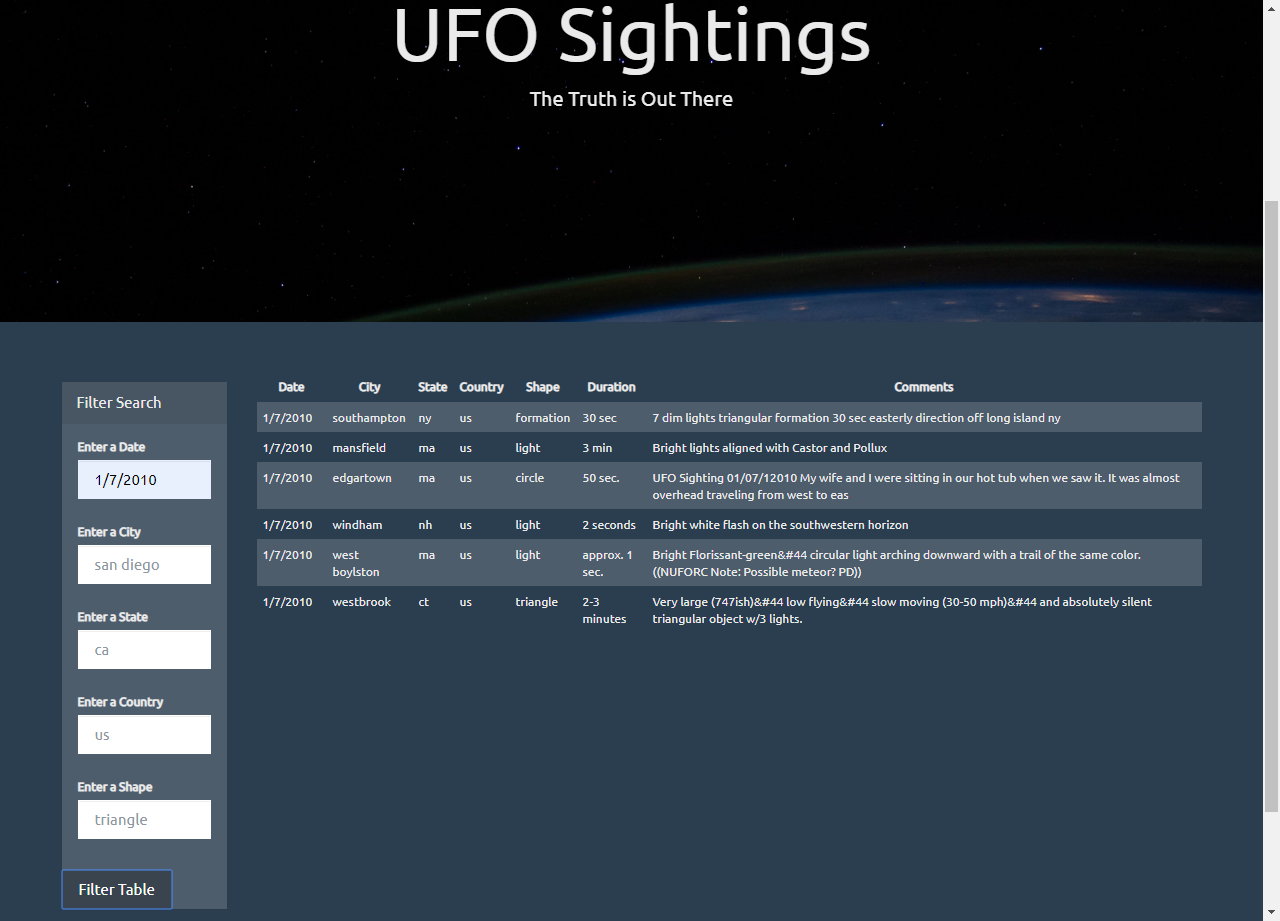 UFO Sightings
The Truth is Out There
Filter Search
Enter a Date
1/7/2010
Enter a City
san diego
Enter a State
ca
Enter a Country
us
Enter a Shape
triangle
Filter Table
Date City State Country Shape Duration Comments
1/7/2010 southampton ny us formation 30 sec 7 dim lights triangular formation 30 sec easterly direction off long island ny
1/7/2010 mansfield ma us light 3 min Bright lights aligned with Castor and Pollux
1/7/2010 edgartown ma us circle 50 sec. UFO Sighting 01/07/12010 My wife and I were sitting in our hot tub when we saw it. It was almost
overhead traveling from west to eas
1/7/2010 windham nh us light 2 seconds Bright white flash on the southwestern horizon
1/7/2010 west ma us light approx. 1 Bright Florissant-green&#44 circular light arching downward with a trail of the same color.
boylston sec. ((NUFORC Note: Possible meteor? PD))
1/7/2010 westbrook ct us triangle 2-3 Very large (747ish)&#44 low flying&#44 slow moving (30-50 mph)&#44 and absolutely silent
minutes triangular object w/3 lights.